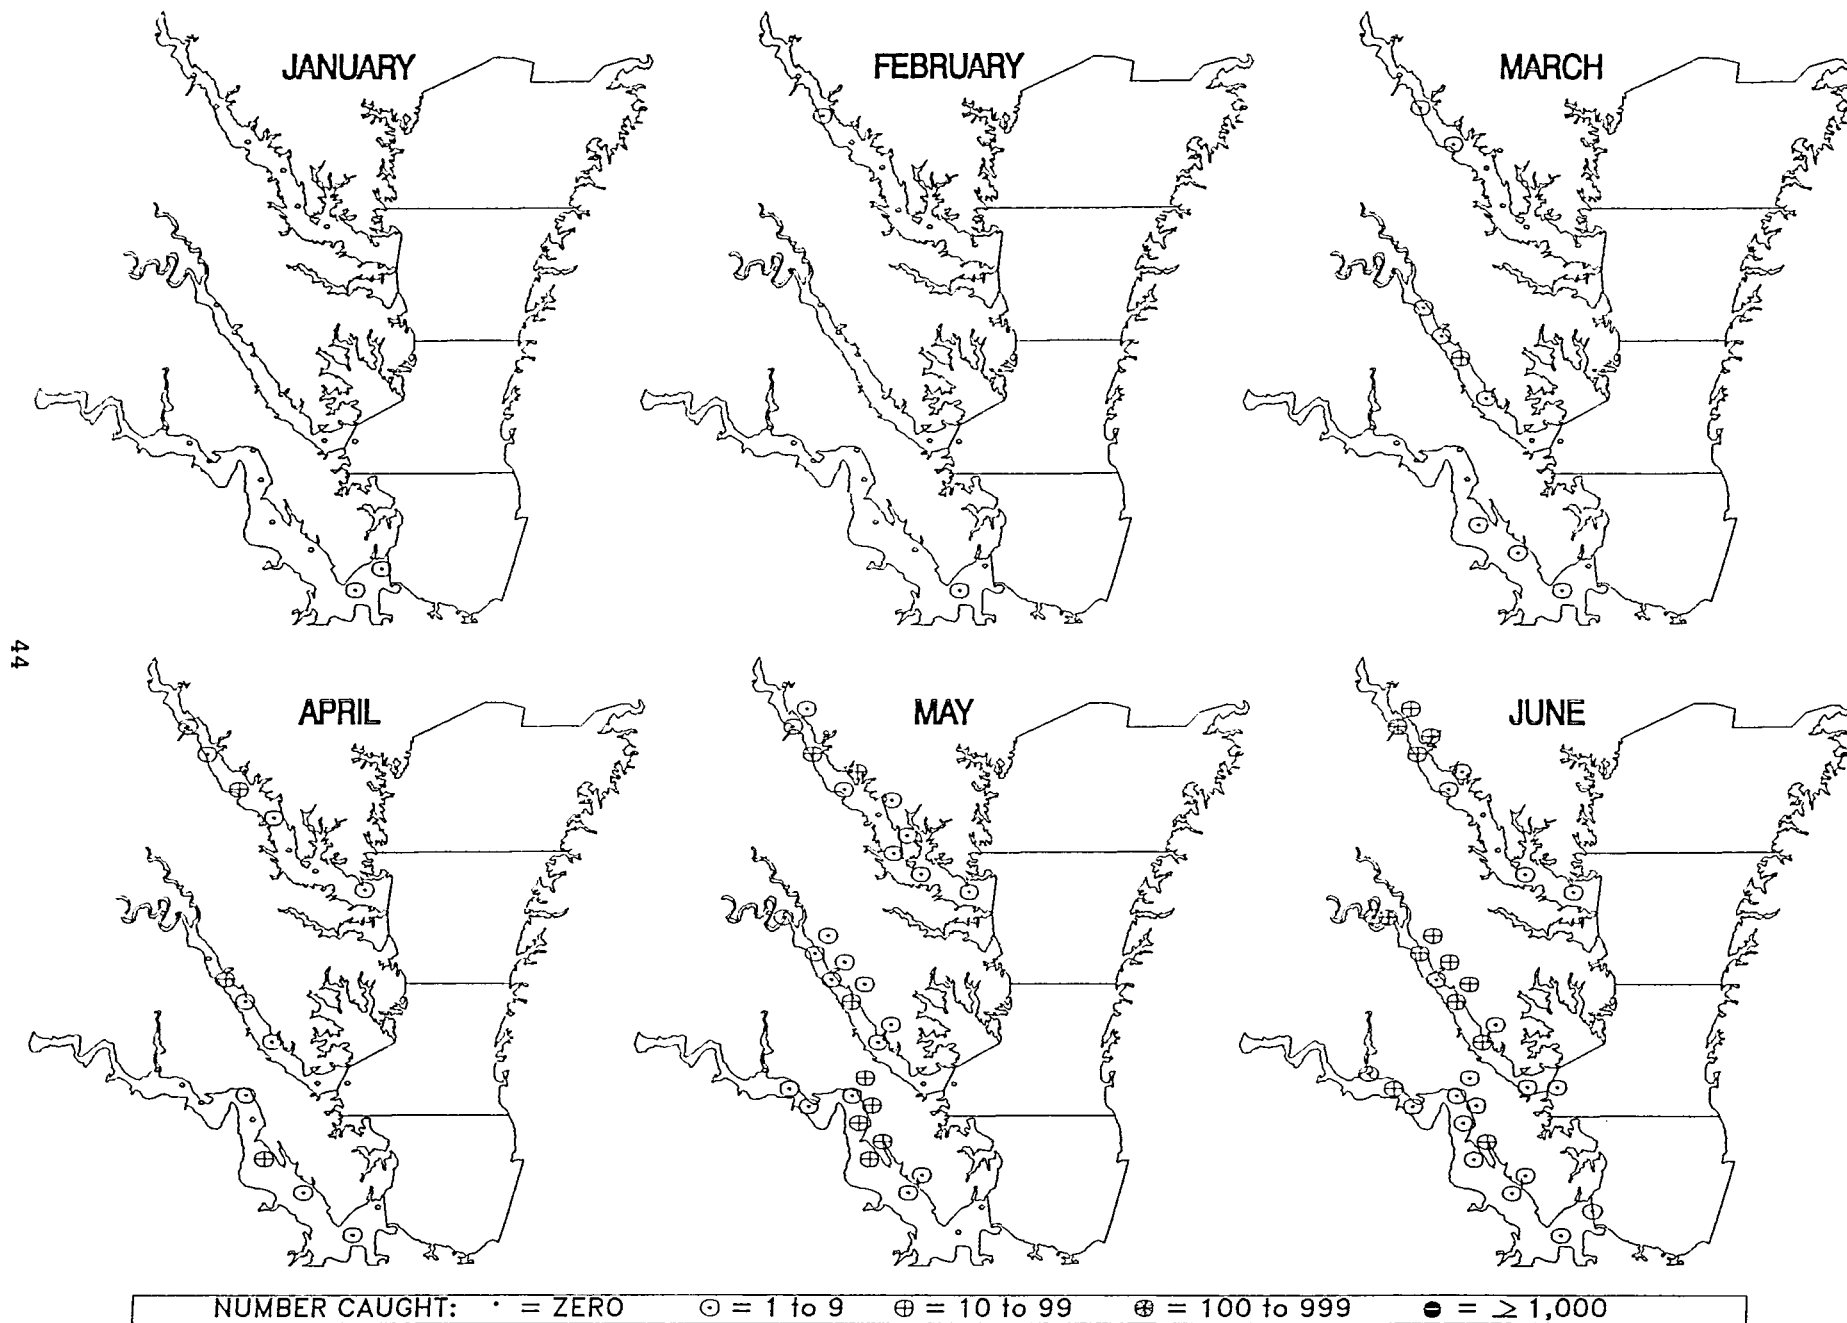 JANUARY
FEBRUARY
MARCH
44
APRIL
MAY
JUNE
NUMBER CAUGHT: · = ZERO ⊙ = 1 to 9 ⊕ = 10 to 99 ⊛ = 100 to 999 ⊖ = ≥ 1,000